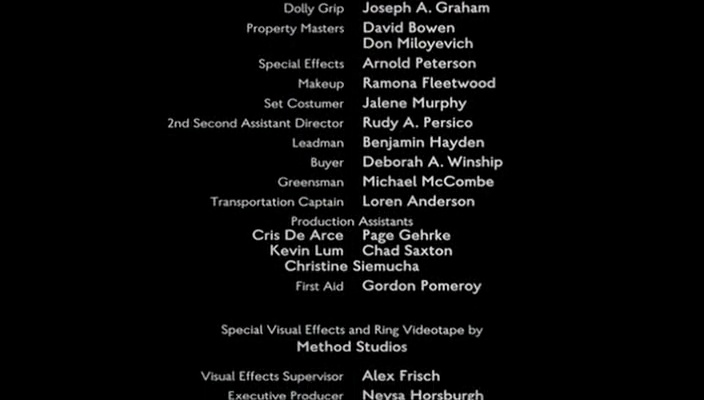 Dolly Grip Joseph A. Graham
Property Masters David Bowen
Don Miloyevich
Special Effects Arnold Peterson
Makeup Ramona Fleetwood
Set Costumer Jalene Murphy
2nd Second Assistant Director Rudy A. Persico
Leadman Benjamin Hayden
Buyer Deborah A. Winship
Greensman Michael McCombe
Transportation Captain Loren Anderson
Production Assistants
Cris De Arce Page Gehrke
Kevin Lum Chad Saxton
Christine Siemucha
First Aid Gordon Pomeroy
Special Visual Effects and Ring Videotape by
Method Studios
Visual Effects Supervisor Alex Frisch
Executive Producer Neysa Horsburgh